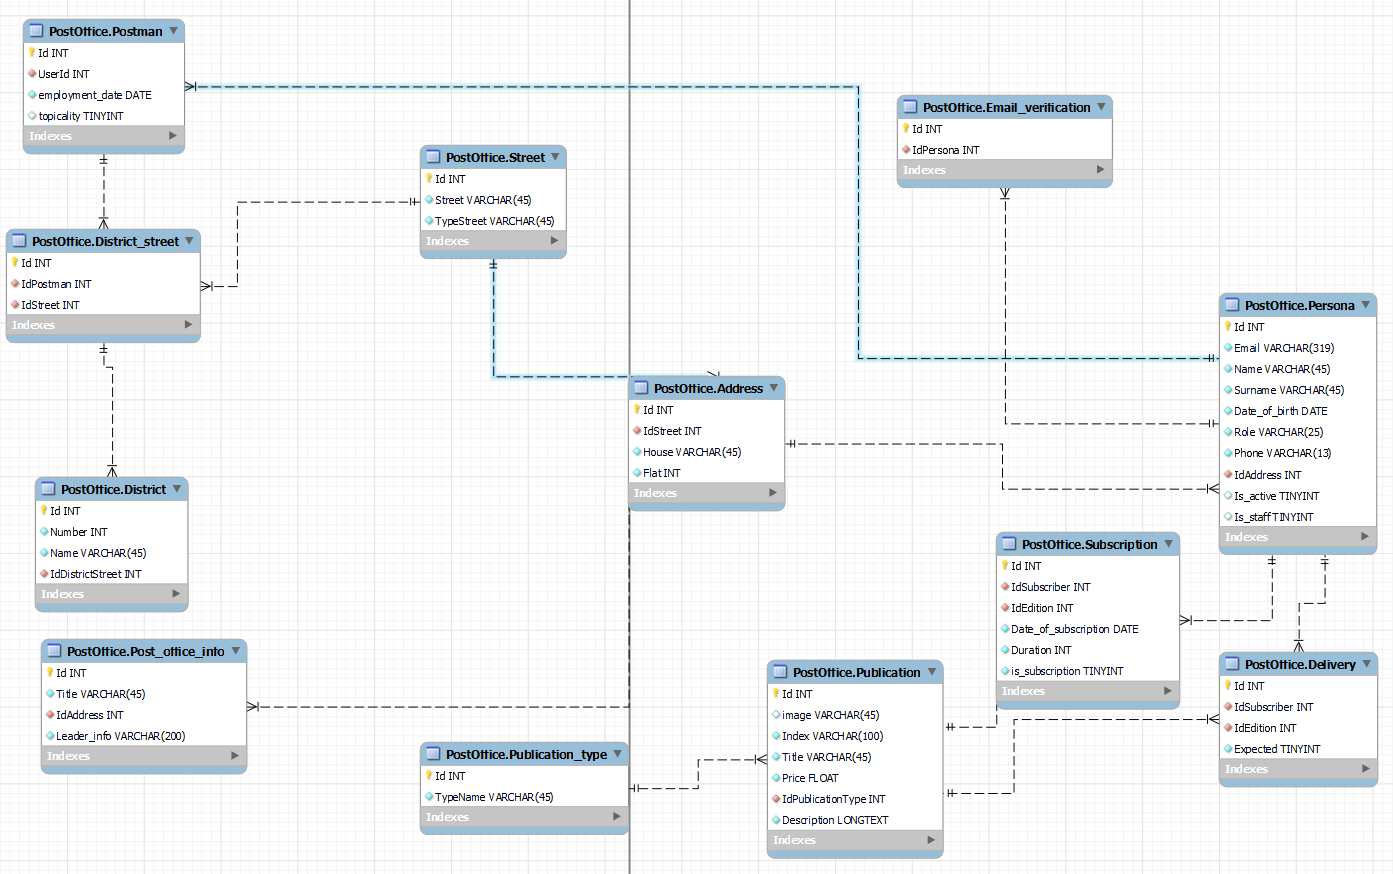 PostOffice.Postman
Id INT
UserId INT
employment_date DATE
topicality TINYINT
Indexes
PostOffice.Email_verification
Id INT
IdPersona INT
Indexes
PostOffice.Street
Id INT
Street VARCHAR(45)
TypeStreet VARCHAR(45)
Indexes
PostOffice.District_street
Id INT
IdPostman INT
IdStreet INT
Indexes
PostOffice.Persona
Id INT
Email VARCHAR(319)
Name VARCHAR(45)
Surname VARCHAR(45)
Date_of_birth DATE
Role VARCHAR(25)
Phone VARCHAR(13)
IdAddress INT
Is_active TINYINT
Is_staff TINYINT
Indexes
PostOffice.Address
Id INT
IdStreet INT
House VARCHAR(45)
Flat INT
Indexes
PostOffice.District
Id INT
Number INT
Name VARCHAR(45)
IdDistrictStreet INT
Indexes
PostOffice.Subscription
Id INT
IdSubscriber INT
IdEdition INT
Date_of_subscription DATE
Duration INT
is_subscription TINYINT
Indexes
PostOffice.Post_office_info
Id INT
Title VARCHAR(45)
IdAddress INT
Leader_info VARCHAR(200)
Indexes
PostOffice.Publication
Id INT
image VARCHAR(45)
Index VARCHAR(100)
Title VARCHAR(45)
Price FLOAT
IdPublicationType INT
Description LONGTEXT
Indexes
PostOffice.Delivery
Id INT
IdSubscriber INT
IdEdition INT
Expected TINYINT
Indexes
PostOffice.Publication_type
Id INT
TypeName VARCHAR(45)
Indexes